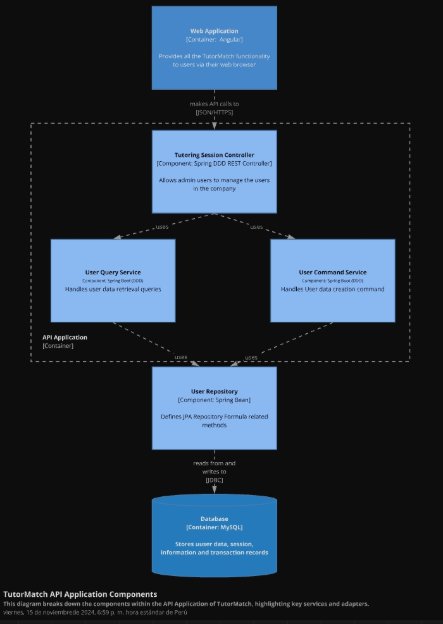 Web Application
[Container: Angular]
Provides all the TutorMatch functionality
to users via their web browser
makes API calls to
[JSON/HTTPS]
Tutoring Session Controller
[Component: Spring DDD REST Controller]
Allows admin users to manage the users
in the company
uses
uses
User Query Service
Component: Spring Boot (DDD)
Handles user data retrieval queries
User Command Service
Component: Spring Boot (DDD)
Handles User data creation command
API Application
[Container]
uses
uses
User Repository
[Component: Spring Bean]
Defines JPA Repository Formula related
methods
reads from and
writes to
[JDBC]
Database
[Container: MySQL]
Stores uuser data, session,
information and transaction records
TutorMatch API Application Components
This diagram breaks down the components within the API Application of TutorMatch, highlighting key services and adapters.
viernes, 15 de noviembrede 2024, 6:59 p. m. hora estándar de Perú